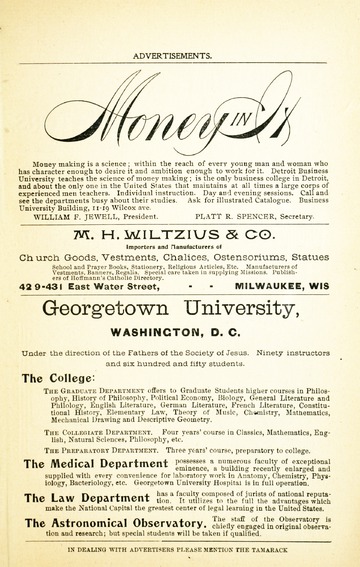 ADVERTISEMENTS.
Money IN It
Money making is a science; within the reach of every young man and woman who
has character enough to desire it and ambition enough to work for it. Detroit Business
University teaches the science of money making; is the only business college in Detroit,
and about the only one in the United States that maintains at all times a large corps of
experienced men teachers. Individual instruction. Day and evening sessions. Call and
see the departments busy about their studies. Ask for illustrated Catalogue. Business
University Building, 11-19 Wilcox ave.
WILLIAM F. JEWELL, President. PLATT R. SPENCER, Secretary.
M. H. WILTZIUS & CO.
Importers and Manufacturers of
Church Goods, Vestments, Chalices, Ostensoriums, Statues
School and Prayer Books, Stationery, Religious Articles, Etc. Manufacturers of
Vestments, Banners, Regalia. Special care taken in supplying Missions. Publish-
ers of Hoffmann's Catholic Directory.
429-431 East Water Street, - - MILWAUKEE, WIS
Georgetown University,
WASHINGTON, D. C.
Under the direction of the Fathers of the Society of Jesus. Ninety instructors
and six hundred and fifty students.
The College:
THE GRADUATE DEPARTMENT offers to Graduate Students higher courses in Philos-
ophy, History of Philosophy, Political Economy, Biology, General Literature and
Philology, English Literature, German Literature, French Literature, Constitu-
tional History, Elementary Law, Theory of Music, Chemistry, Mathematics,
Mechanical Drawing and Descriptive Geometry.
THE COLLEGIATE DEPARTMENT. Four years' course in Classics, Mathematics, Eng-
lish, Natural Sciences, Philosophy, etc.
THE PREPARATORY DEPARTMENT. Three years' course, preparatory to college.
The Medical Department possesses a numerous faculty of exceptional
eminence, a building recently enlarged and
supplied with every convenience for laboratory work in Anatomy, Chemistry, Phys-
iology, Bacteriology, etc. Georgetown University Hospital is in full operation.
The Law Department has a faculty composed of jurists of national reputa-
tion. It utilizes to the full the advantages which
make the National Capital the greatest center of legal learning in the United States.
The Astronomical Observatory. The staff of the Observatory is
chiefly engaged in original observa-
tion and research; but special students will be taken if qualified.
IN DEALING WITH ADVERTISERS PLEASE MENTION THE TAMARACK